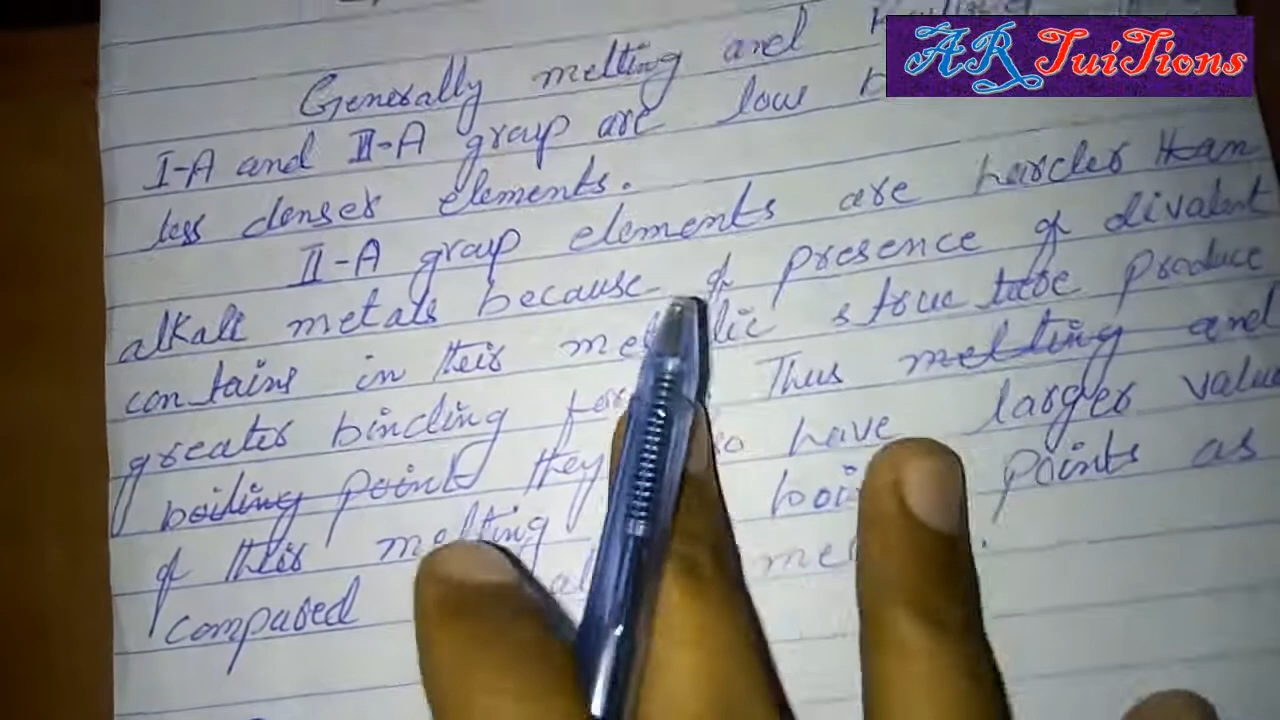 AR TuiTions
Generally melting and
I-A and II-A group are low
less denser elements.
II-A group elements are harder than
alkali metals because of presence of divalent
contains in their structure produce
greater binding Thus melting and
boiling point they have larger value
of their melting points as
compared